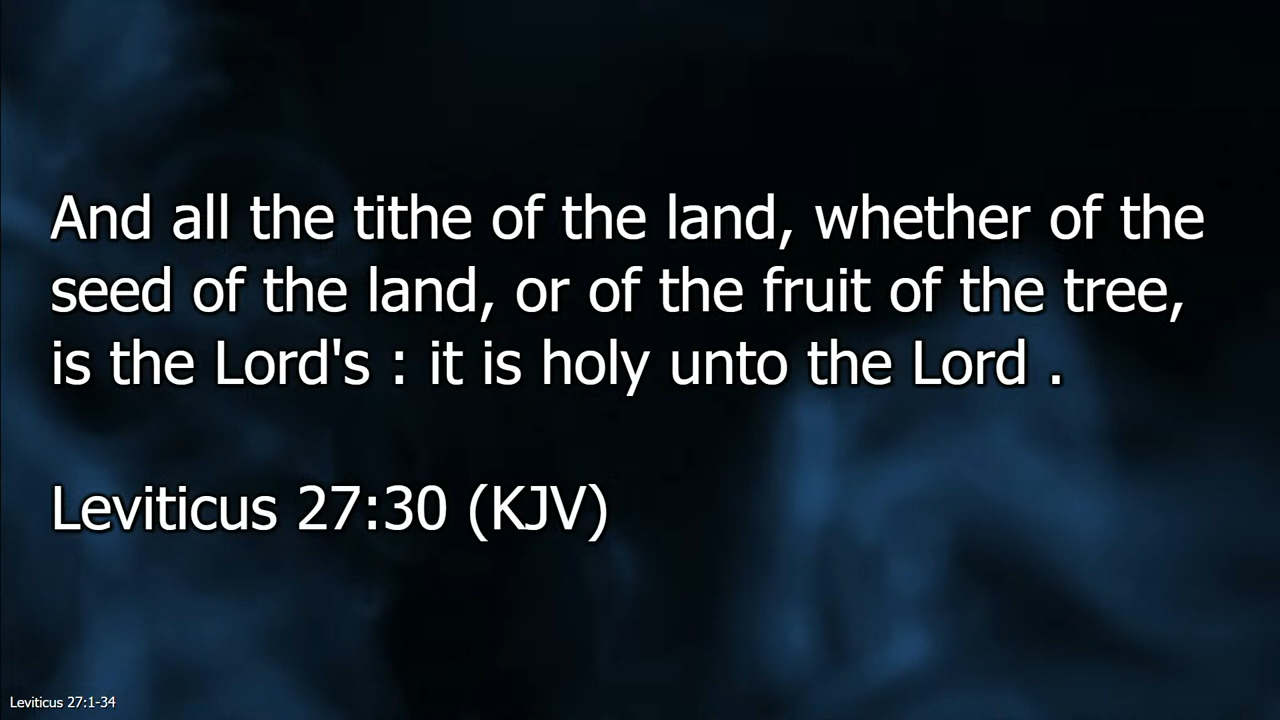 And all the tithe of the land, whether of the
seed of the land, or of the fruit of the tree,
is the Lord's : it is holy unto the Lord .
Leviticus 27:30 (KJV)
Leviticus 27:1-34